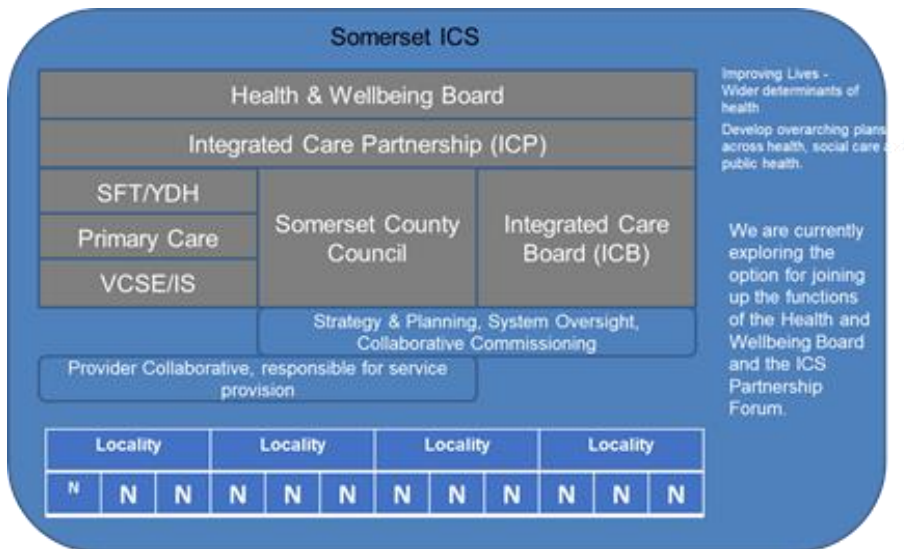 Somerset ICS
Health & Wellbeing Board
Integrated Care Partnership (ICP)
SFT/YDH
Primary Care
VCSE/IS
Somerset County
Council
Integrated Care
Board (ICB)
Strategy & Planning, System Oversight,
Collaborative Commissioning
Provider Collaborative, responsible for service
provision
Locality Locality Locality Locality
N N N N N N N N N N N N
Improving Lives -
Wider determinants of
health
Develop overarching plans
across health, social care
public health.
We are currently
exploring the
option for joining
up the functions
of the Health and
Wellbeing Board
and the ICS
Partnership
Forum.